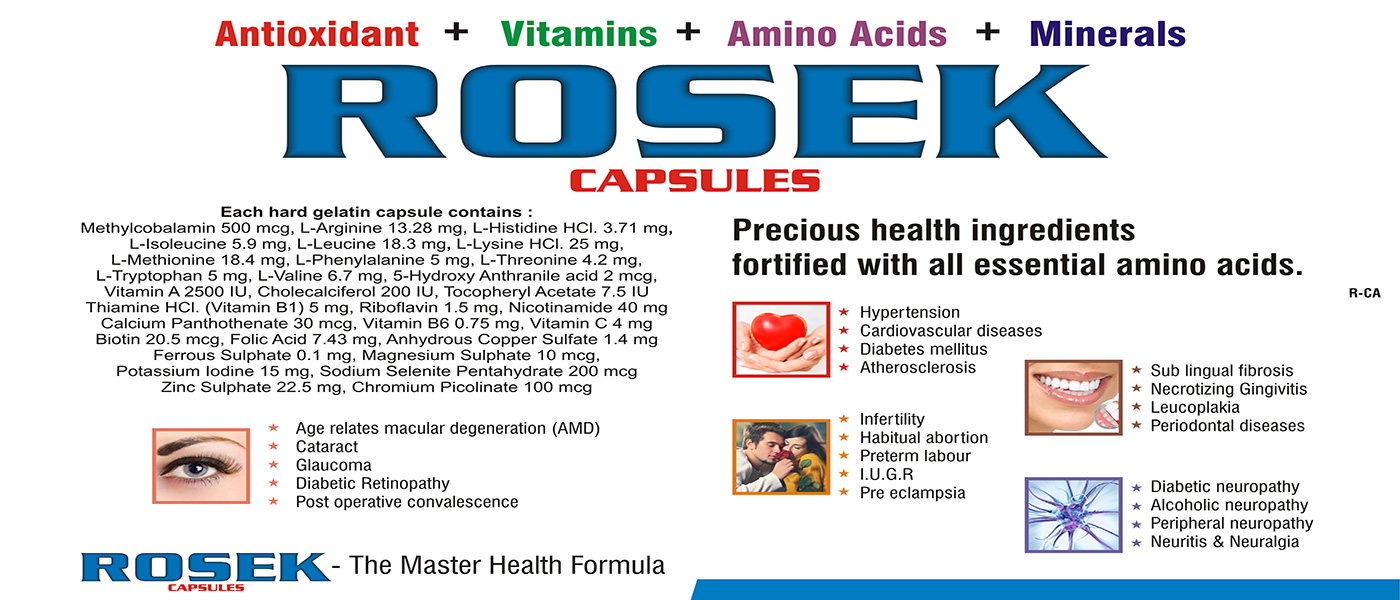 Antioxidant + Vitamins + Amino Acids + Minerals
ROSEK
CAPSULES
Each hard gelatin capsule contains :
Methylcobalamin 500 mcg, L-Arginine 13.28 mg, L-Histidine HCl. 3.71 mg,
L-Isoleucine 5.9 mg, L-Leucine 18.3 mg, L-Lysine HCl. 25 mg,
L-Methionine 18.4 mg, L-Phenylalanine 5 mg, L-Threonine 4.2 mg,
L-Tryptophan 5 mg, L-Valine 6.7 mg, 5-Hydroxy Anthranile acid 2 mcg,
Vitamin A 2500 IU, Cholecalciferol 200 IU, Tocopheryl Acetate 7.5 IU
Thiamine HCl. (Vitamin B1) 5 mg, Riboflavin 1.5 mg, Nicotinamide 40 mg
Calcium Panthothenate 30 mcg, Vitamin B6 0.75 mg, Vitamin C 4 mg
Biotin 20.5 mcg, Folic Acid 7.43 mg, Anhydrous Copper Sulfate 1.4 mg
Ferrous Sulphate 0.1 mg, Magnesium Sulphate 10 mcg,
Potassium Iodine 15 mg, Sodium Selenite Pentahydrate 200 mcg
Zinc Sulphate 22.5 mg, Chromium Picolinate 100 mcg
Age relates macular degeneration (AMD)
Cataract
Glaucoma
Diabetic Retinopathy
Post operative convalescence
ROSEK - The Master Health Formula
CAPSULES
Precious health ingredients
fortified with all essential amino acids.
R-CA
Hypertension
Cardiovascular diseases
Diabetes mellitus
Atherosclerosis
Sub lingual fibrosis
Necrotizing Gingivitis
Leucoplakia
Periodontal diseases
Infertility
Habitual abortion
Preterm labour
I.U.G.R
Pre eclampsia
Diabetic neuropathy
Alcoholic neuropathy
Peripheral neuropathy
Neuritis & Neuralgia